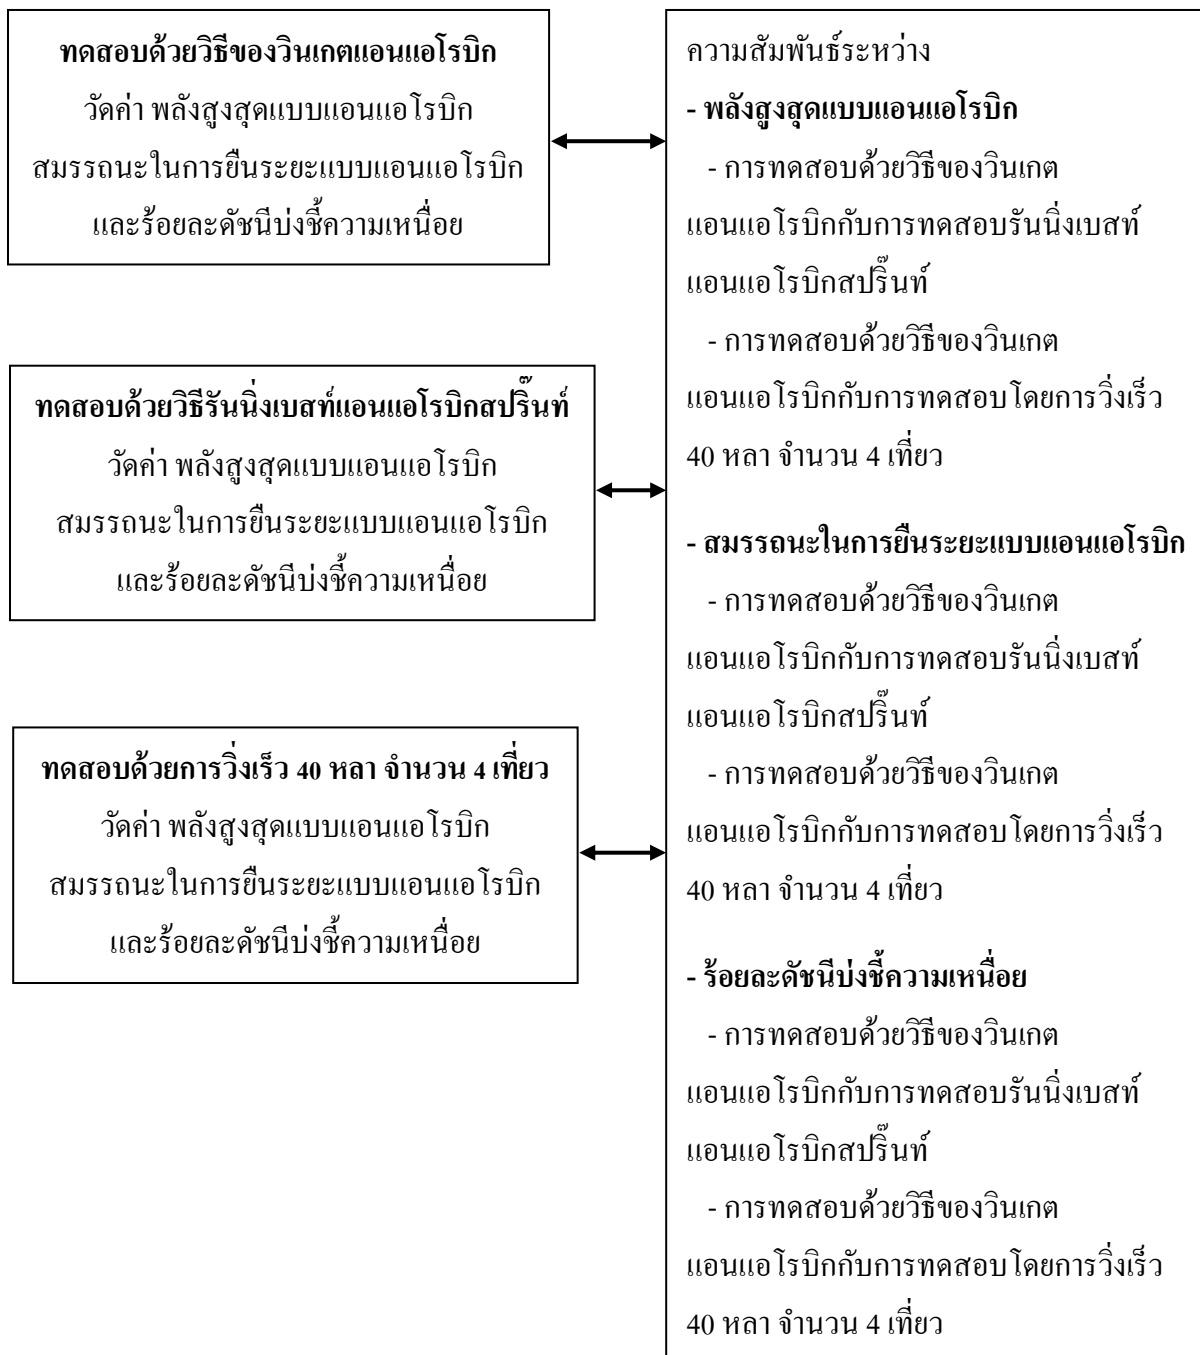 ทดสอบด้วยวิธีของวินเกตแอนแอโรบิก
วัดค่า พลังสูงสุดแบบแอนแอโรบิก
สมรรถนะในการยืนระยะแบบแอนแอโรบิก
และร้อยละดัชนีบ่งชี้ความเหนื่อย
ทดสอบด้วยวิธีรันนิ่งเบสท์แอนแอโรบิกสปริ๊นท์
วัดค่า พลังสูงสุดแบบแอนแอโรบิก
สมรรถนะในการยืนระยะแบบแอนแอโรบิก
และร้อยละดัชนีบ่งชี้ความเหนื่อย
ทดสอบด้วยการวิ่งเร็ว 40 หลา จำนวน 4 เที่ยว
วัดค่า พลังสูงสุดแบบแอนแอโรบิก
สมรรถนะในการยืนระยะแบบแอนแอโรบิก
และร้อยละดัชนีบ่งชี้ความเหนื่อย
ความสัมพันธ์ระหว่าง
- พลังสูงสุดแบบแอนแอโรบิก
- การทดสอบด้วยวิธีของวินเกต
แอนแอโรบิกกับการทดสอบรันนิ่งเบสท์
แอนแอโรบิกสปริ๊นท์
- การทดสอบด้วยวิธีของวินเกต
แอนแอโรบิกกับการทดสอบโดยการวิ่งเร็ว
40 หลา จำนวน 4 เที่ยว
- สมรรถนะในการยืนระยะแบบแอนแอโรบิก
- การทดสอบด้วยวิธีของวินเกต
แอนแอโรบิกกับการทดสอบรันนิ่งเบสท์
แอนแอโรบิกสปริ๊นท์
- การทดสอบด้วยวิธีของวินเกต
แอนแอโรบิกกับการทดสอบโดยการวิ่งเร็ว
40 หลา จำนวน 4 เที่ยว
- ร้อยละดัชนีบ่งชี้ความเหนื่อย
- การทดสอบด้วยวิธีของวินเกต
แอนแอโรบิกกับการทดสอบรันนิ่งเบสท์
แอนแอโรบิกสปริ๊นท์
- การทดสอบด้วยวิธีของวินเกต
แอนแอโรบิกกับการทดสอบโดยการวิ่งเร็ว
40 หลา จำนวน 4 เที่ยว